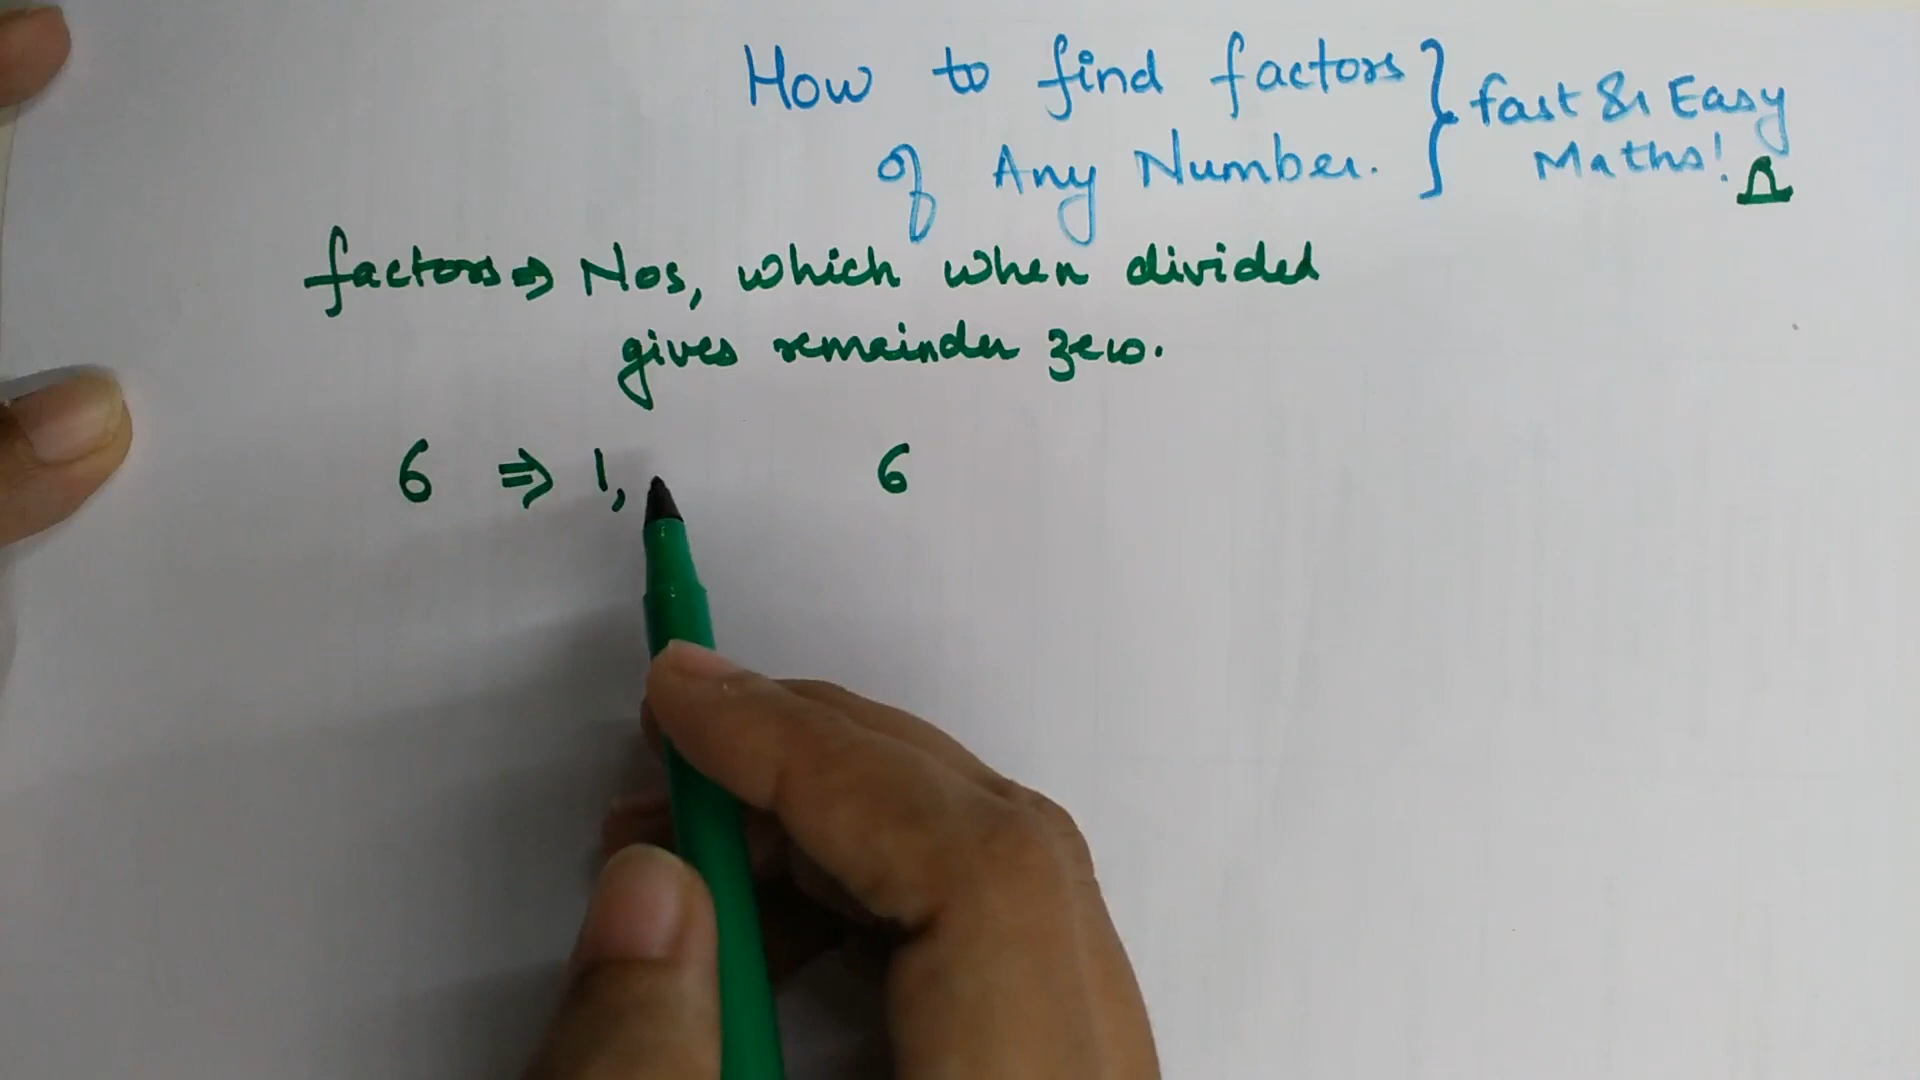 How to find factors
of Any Number.
fast & Easy
Maths!
factors ⇒ Nos, which when divided
gives remainder zero.
6 ⇒ 1, 6